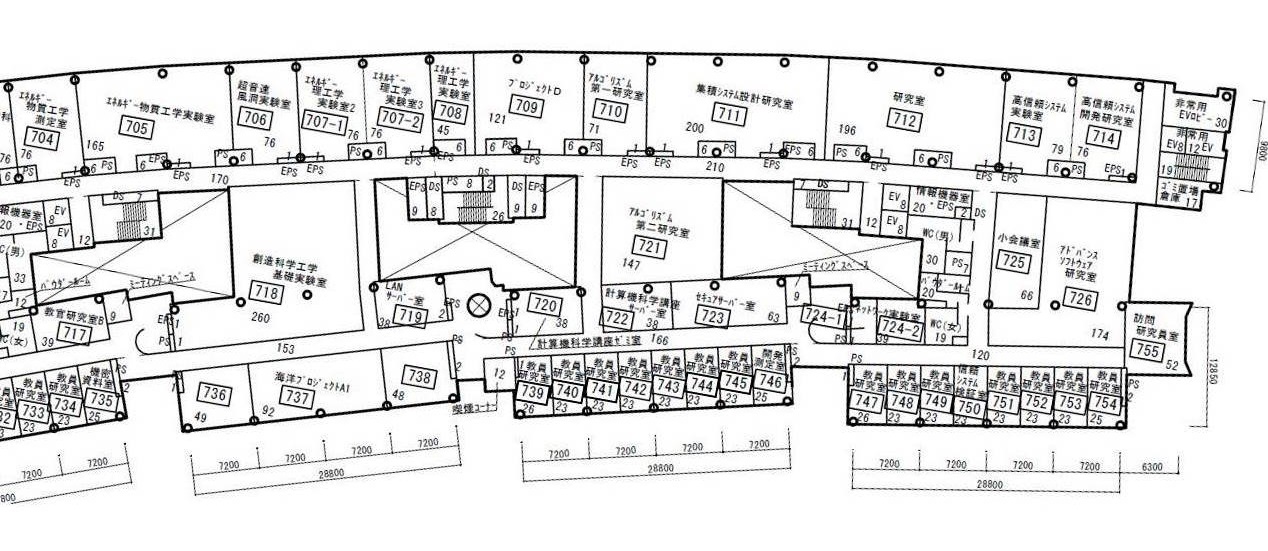 エネルギー
物質工学
測定室
704
76
76
エネルギー物質工学実験室
705
165
超音速
風洞実験室
706
76
エネルギー
理工学
実験室2
707-1
76
エネルギー
理工学
実験室3
707-2
76
エネルギー
理工学
708
45
プロジェクトD
709
121
アルゴリズム
第一研究室
710
71
集積システム設計研究室
711
200
研究室
712
196
高信頼システム
実験室
713
79
高信頼システム
開発研究室
714
76
非常用
EVロビー 30
非常用
EV 12 EV
8 8
19
ゴミ置場
倉庫 17
9800
6 PS
EPS
6 PS
1
EPS
PS 6
1
EPS
1
EPS
PS 6
1
EPS
6
PS 6
1
EPS
PS 6
1
EPS
6
PS 6
1
EPS
6 PS
EPS 1
170
210
報機器室
20・EPS
EV
8
EV
8
12
DS 7
31
WC(男)
33
パウダールーム
ミーティングスペース
12
創造科学工学
基礎実験室
718
260
EPS
9
DS
8
PS
8
DS
2
26
DS
9
EPS
9
アルゴリズム
第二研究室
721
147
7 DS
31
12
EV
8
EV
8
情報機器室
20・EPS
2 DS
WC(男)
30
PS 7
パウダールーム
20
ミーティングスペース
小会議室
725
66
アドバンス
ソフトウェア
研究室
726
174
教官研究室B
717
39
9
19
WC(女)
EPS 1
PS 1
LAN
サーバー室
719
38
EPS
2
EPS
1
720
38
計算機科学講座ゼミ室
計算機科学講座
サーバー室
722
38
セキュアサーバー室
723
63
9
724-1
ネットワーク実験室
724-2
39
WC(女)
19
訪問
研究員室
755
52
153
166
120
12850
教員
研究室
733
23
教員
研究室
734
23
機密
資料室
735
25
PS
2
736
49
海洋プロジェクトA1
737
92
738
48
PS
2
12
喫煙コーナー
教員
研究室
739
26
教員
研究室
740
23
教員
研究室
741
23
教員
研究室
742
23
教員
研究室
743
23
教員
研究室
744
23
教員
研究室
745
23
開発
測定室
746
25
PS
2
PS
1
教員
研究室
747
26
教員
研究室
748
23
教員
研究室
749
23
信頼
システム
検証室
750
23
教員
研究室
751
23
教員
研究室
752
23
教員
研究室
753
23
教員
研究室
754
25
PS
2
7200 7200
7200 7200 7200 7200
28800
7200 7200 7200 7200
28800
7200 7200 7200 7200 6300
28800